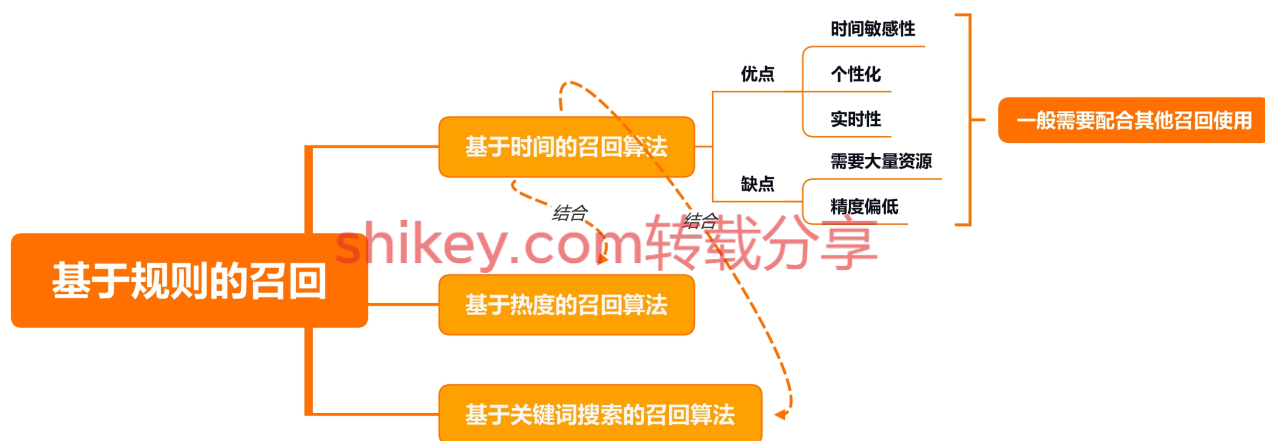 时间敏感性
优点
个性化
实时性
一般需要配合其他召回使用
基于时间的召回算法
需要大量资源
缺点
精度偏低
结合
结合
shikey.com转载分享
基于规则的召回
基于热度的召回算法
基于关键词搜索的召回算法